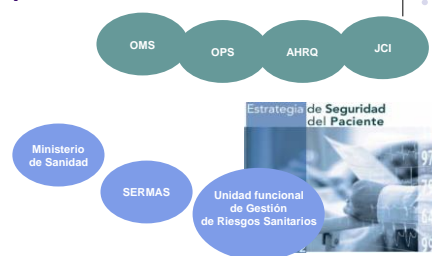 OMS
OPS
AHRQ
JCI
Estrategia de Seguridad
del Paciente
Ministerio
de Sanidad
SERMAS
Unidad funcional
de Gestión
de Riesgos Sanitarios
97